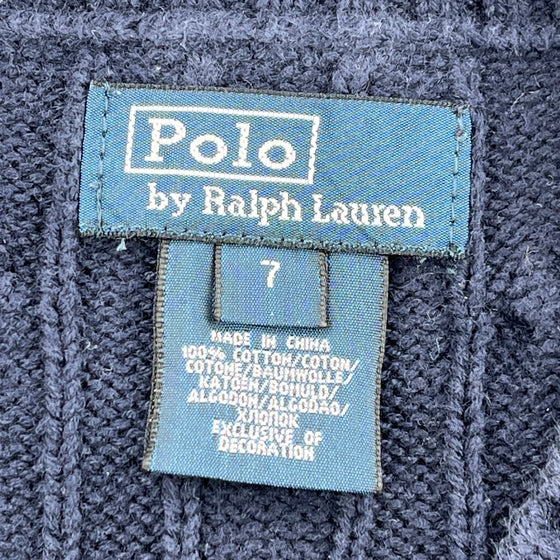 Polo
by Ralph Lauren
7
MADE IN CHINA
100% COTTON/COTON/
COTONE/BAUMWOLLE/
KATOEN/BOMULD/
ALGODON/ALGODAO/
ХЛОПОК
EXCLUSIVE OF
DECORATION